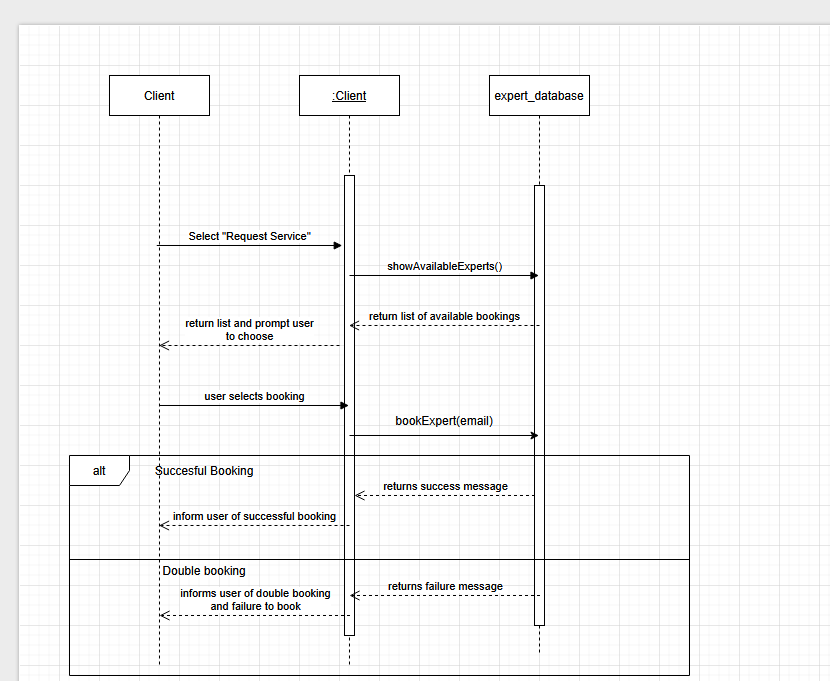 Client
:Client
expert_database
Select "Request Service"
showAvailableExperts()
return list of available bookings
return list and prompt user
to choose
user selects booking
bookExpert(email)
alt
Succesful Booking
returns success message
inform user of successful booking
Double booking
returns failure message
informs user of double booking
and failure to book